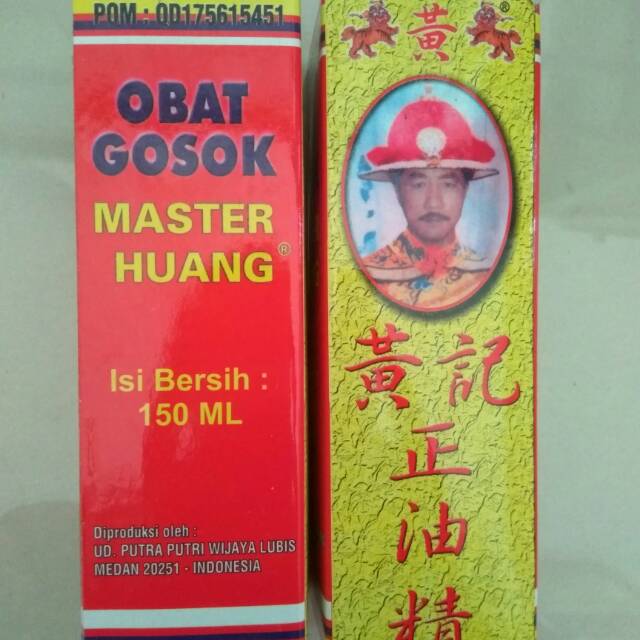 POM : QD175615451
OBAT
GOSOK
MASTER
HUANG®
Isi Bersih :
150 ML
Diproduksi oleh :
UD. PUTRA PUTRI WIJAYA LUBIS
MEDAN 20251 - INDONESIA
黃®
黃記
正
油
精